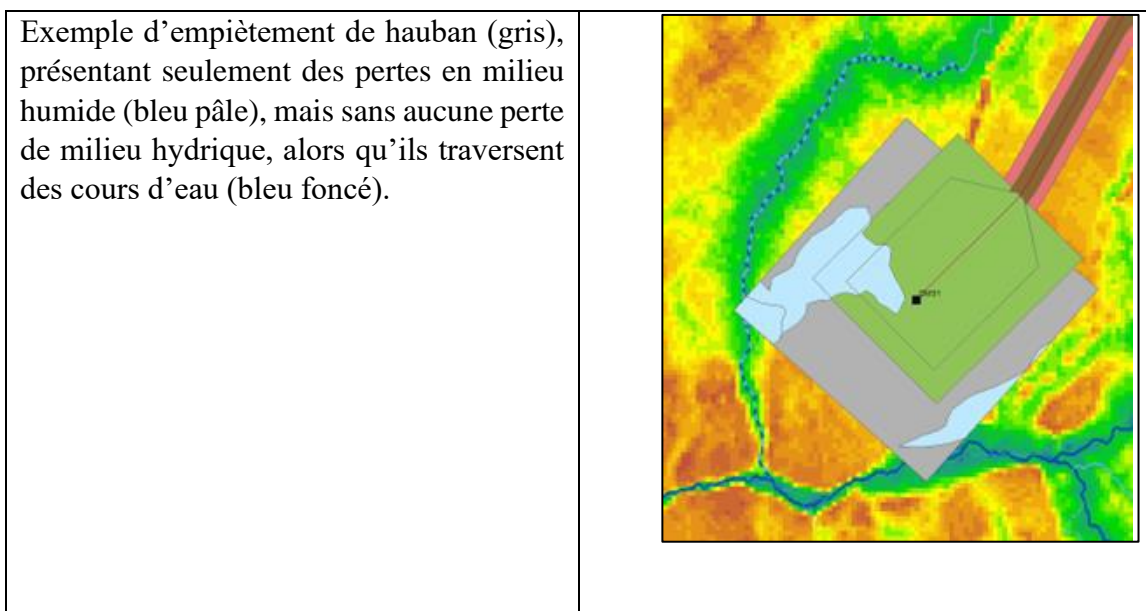 Exemple d’empiètement de hauban (gris),
présentant seulement des pertes en milieu
humide (bleu pâle), mais sans aucune perte
de milieu hydrique, alors qu’ils traversent
des cours d’eau (bleu foncé).